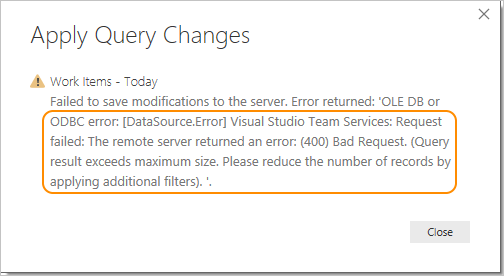 Apply Query Changes
Work Items - Today
Failed to save modifications to the server. Error returned: 'OLE DB or
ODBC error: [DataSource.Error] Visual Studio Team Services: Request
failed: The remote server returned an error: (400) Bad Request. (Query
result exceeds maximum size. Please reduce the number of records by
applying additional filters). '.
Close